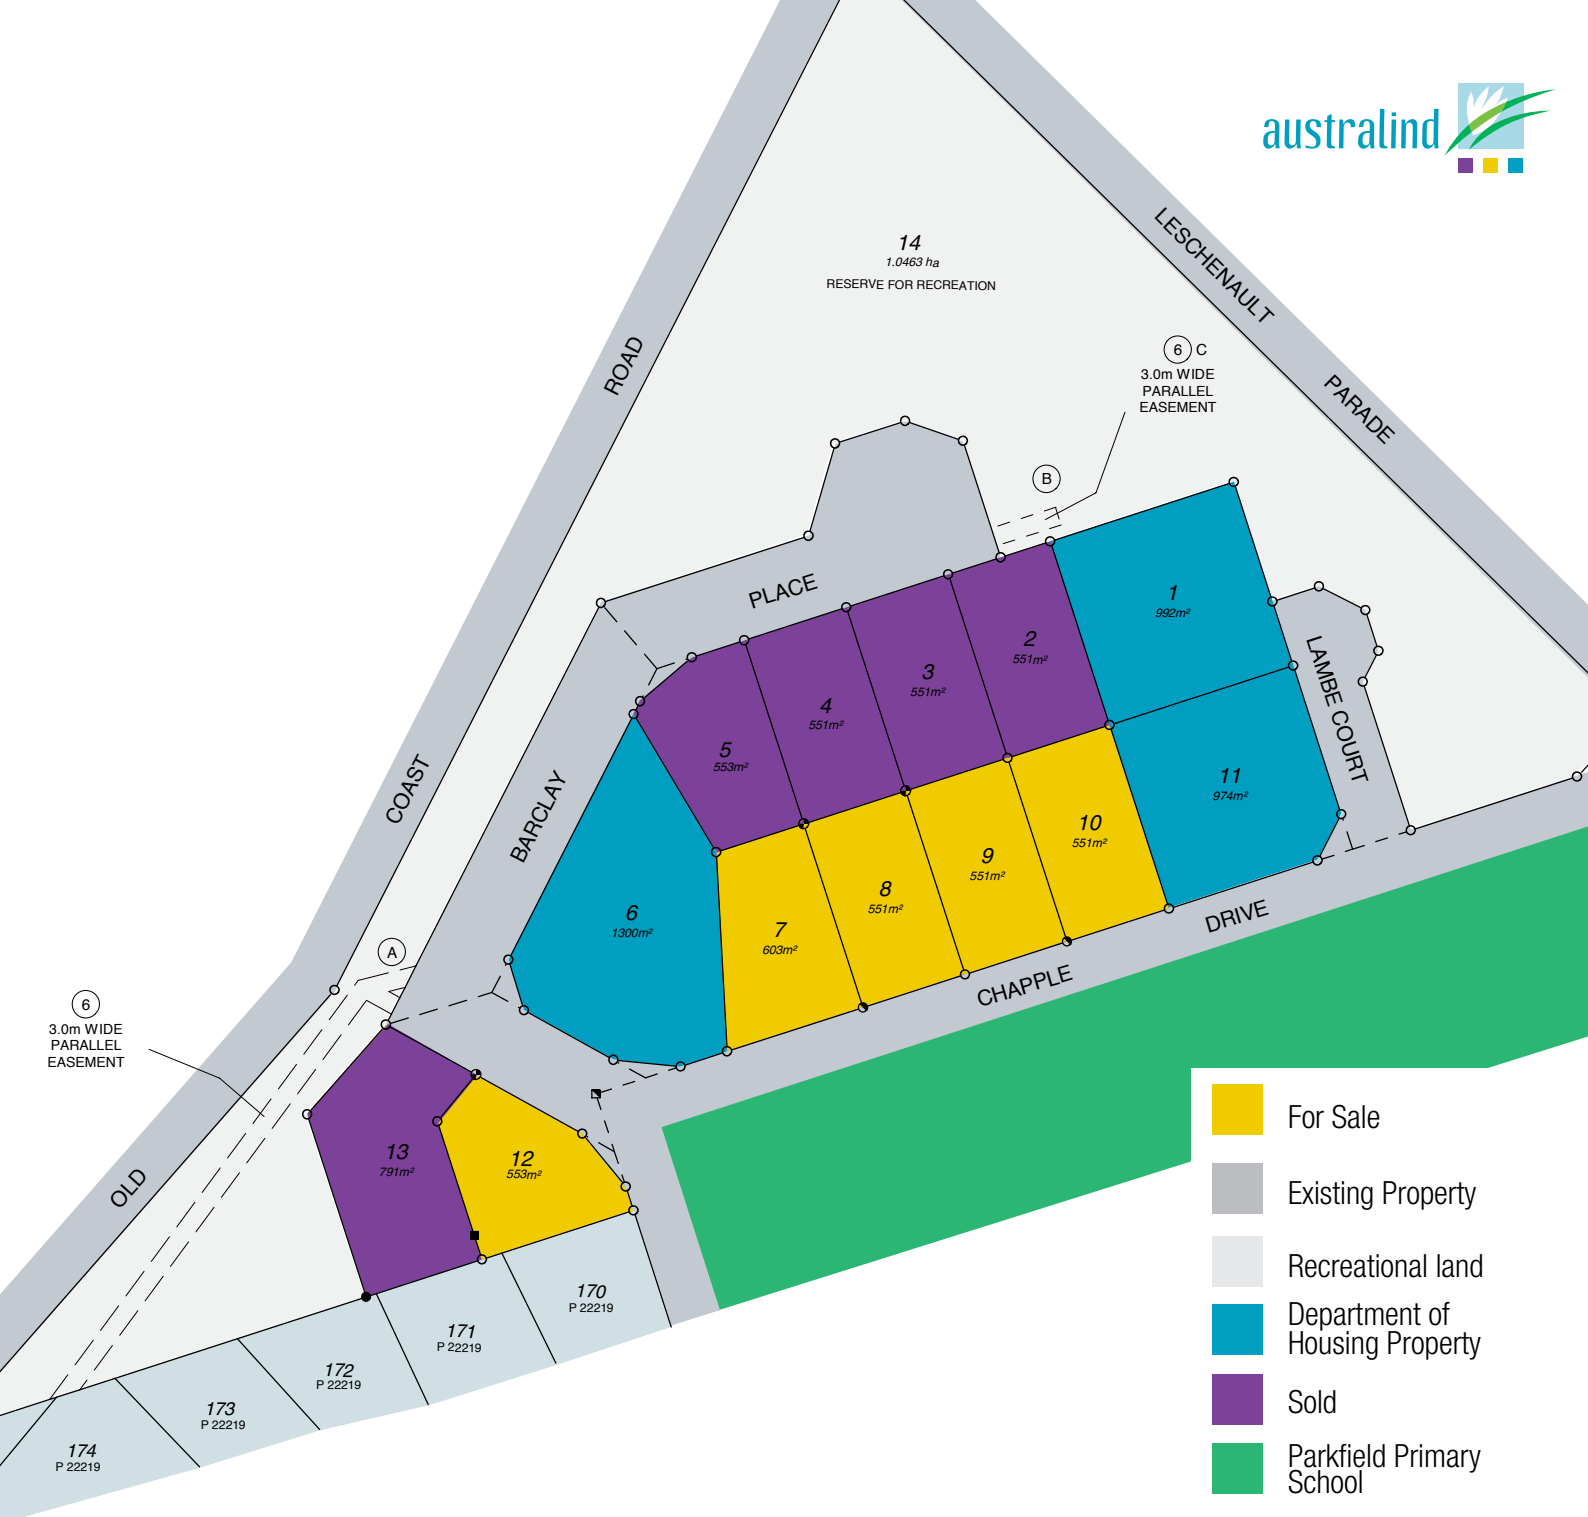 australind
14
1.0463 ha
RESERVE FOR RECREATION
LESCHENAULT
PARADE
ROAD
6 C
3.0m WIDE
PARALLEL
EASEMENT
B
PLACE
1
992m²
2
551m²
3
551m²
4
551m²
5
553m²
LAMBE COURT
COAST
BARCLAY
11
974m²
10
551m²
9
551m²
8
551m²
7
603m²
6
1300m²
DRIVE
CHAPPLE
A
6
3.0m WIDE
PARALLEL
EASEMENT
OLD
13
791m²
12
553m²
170
P 22219
171
P 22219
172
P 22219
173
P 22219
174
P 22219
For Sale
Existing Property
Recreational land
Department of
Housing Property
Sold
Parkfield Primary
School